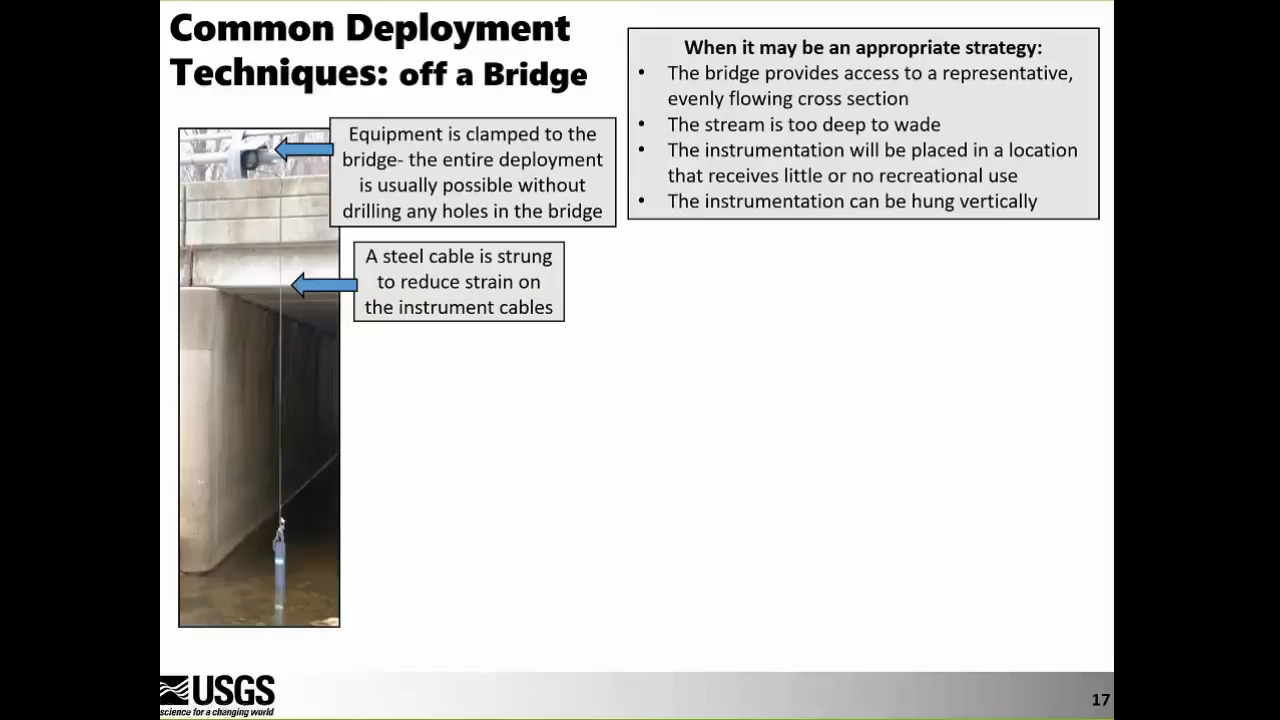 Common Deployment
Techniques: off a Bridge
When it may be an appropriate strategy:
• The bridge provides access to a representative,
evenly flowing cross section
• The stream is too deep to wade
• The instrumentation will be placed in a location
that receives little or no recreational use
• The instrumentation can be hung vertically
Equipment is clamped to the
bridge- the entire deployment
is usually possible without
drilling any holes in the bridge
A steel cable is strung
to reduce strain on
the instrument cables
USGS
science for a changing world
17